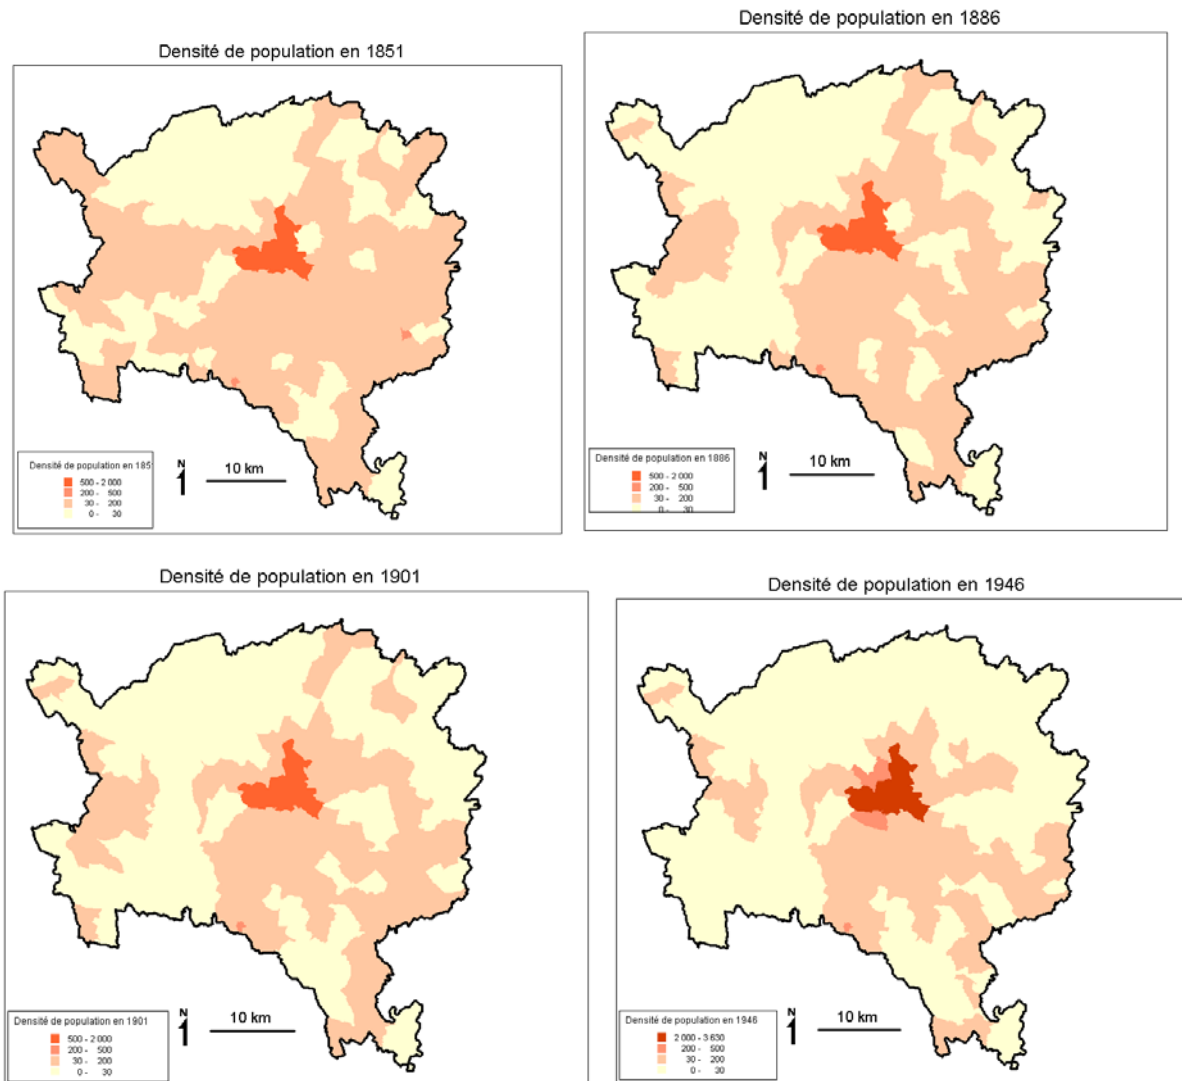 Densité de population en 1851
Densité de population en 185
500 - 2 000
200 - 500
30 - 200
0 - 30
N
10 km
Densité de population en 1886
Densité de population en 1886
500 - 2 000
200 - 500
30 - 200
0 - 30
N
10 km
Densité de population en 1901
Densité de population en 1901
500 - 2 000
200 - 500
30 - 200
0 - 30
N
10 km
Densité de population en 1946
Densité de population en 1946
2 000 - 3 630
200 - 500
30 - 200
0 - 30
N
10 km